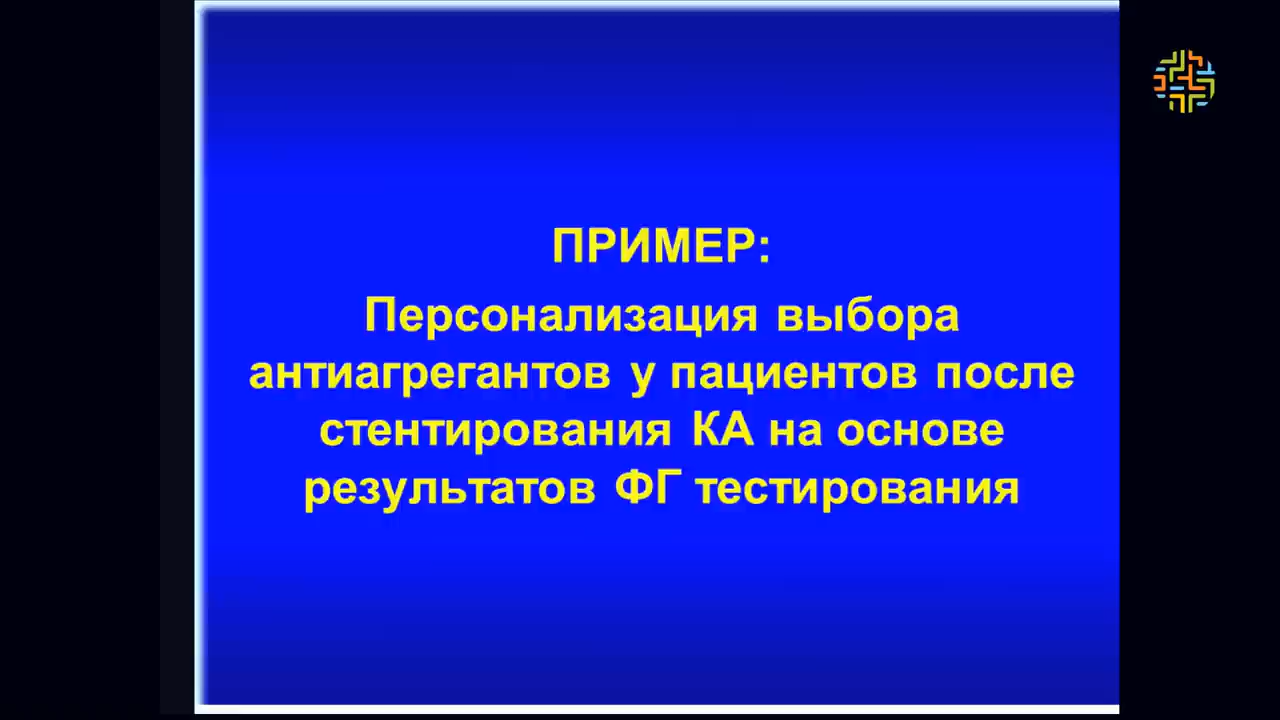 ПРИМЕР:
Персонализация выбора
антиагрегантов у пациентов после
стентирования КА на основе
результатов ФГ тестирования